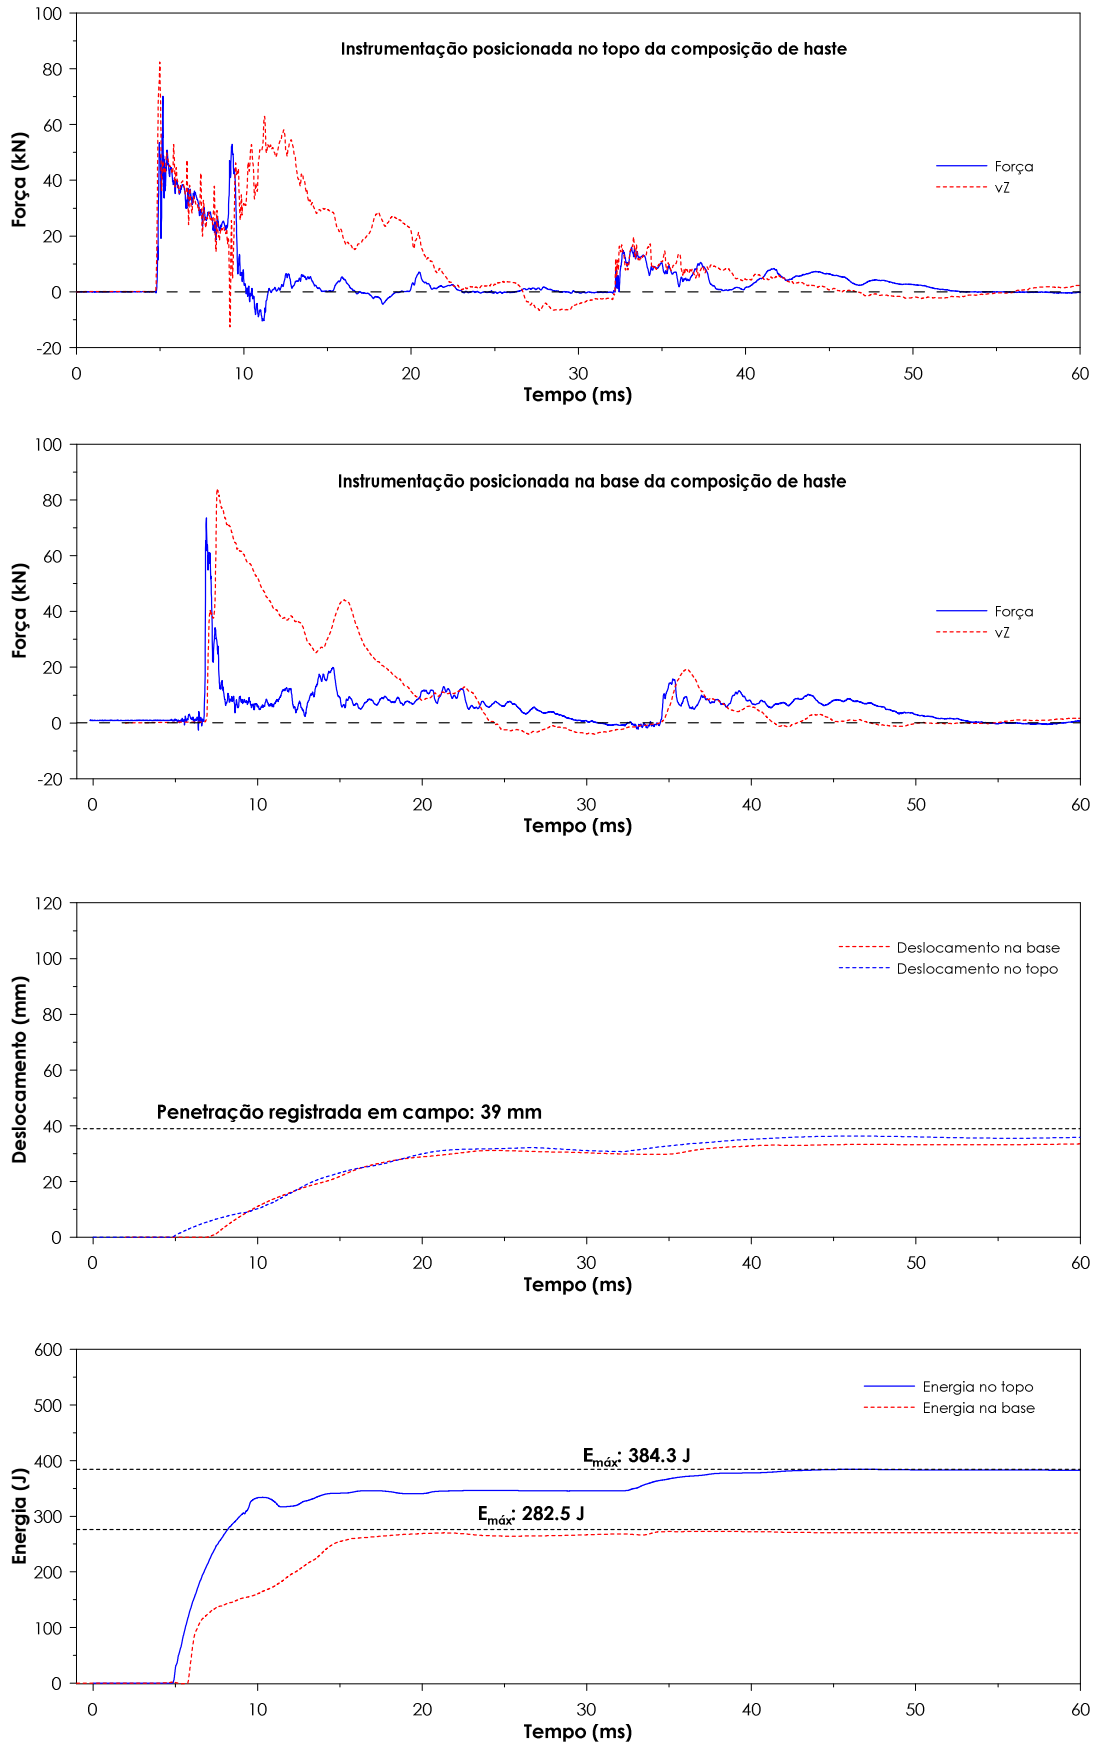 100
80
60
40
20
0
-20
Força (kN)
Instrumentação posicionada no topo da composição de haste
Força
vZ
0 10 20 30 40 50 60
Tempo (ms)
100
80
60
40
20
0
-20
Força (kN)
Instrumentação posicionada na base da composição de haste
Força
vZ
0 10 20 30 40 50 60
Tempo (ms)
120
100
80
60
40
20
0
Deslocamento (mm)
Deslocamento na base
Deslocamento no topo
Penetração registrada em campo: 39 mm
0 10 20 30 40 50 60
Tempo (ms)
600
500
400
300
200
100
0
Energia (J)
Energia no topo
Energia na base
Emáx: 384.3 J
Emáx: 282.5 J
0 10 20 30 40 50 60
Tempo (ms)